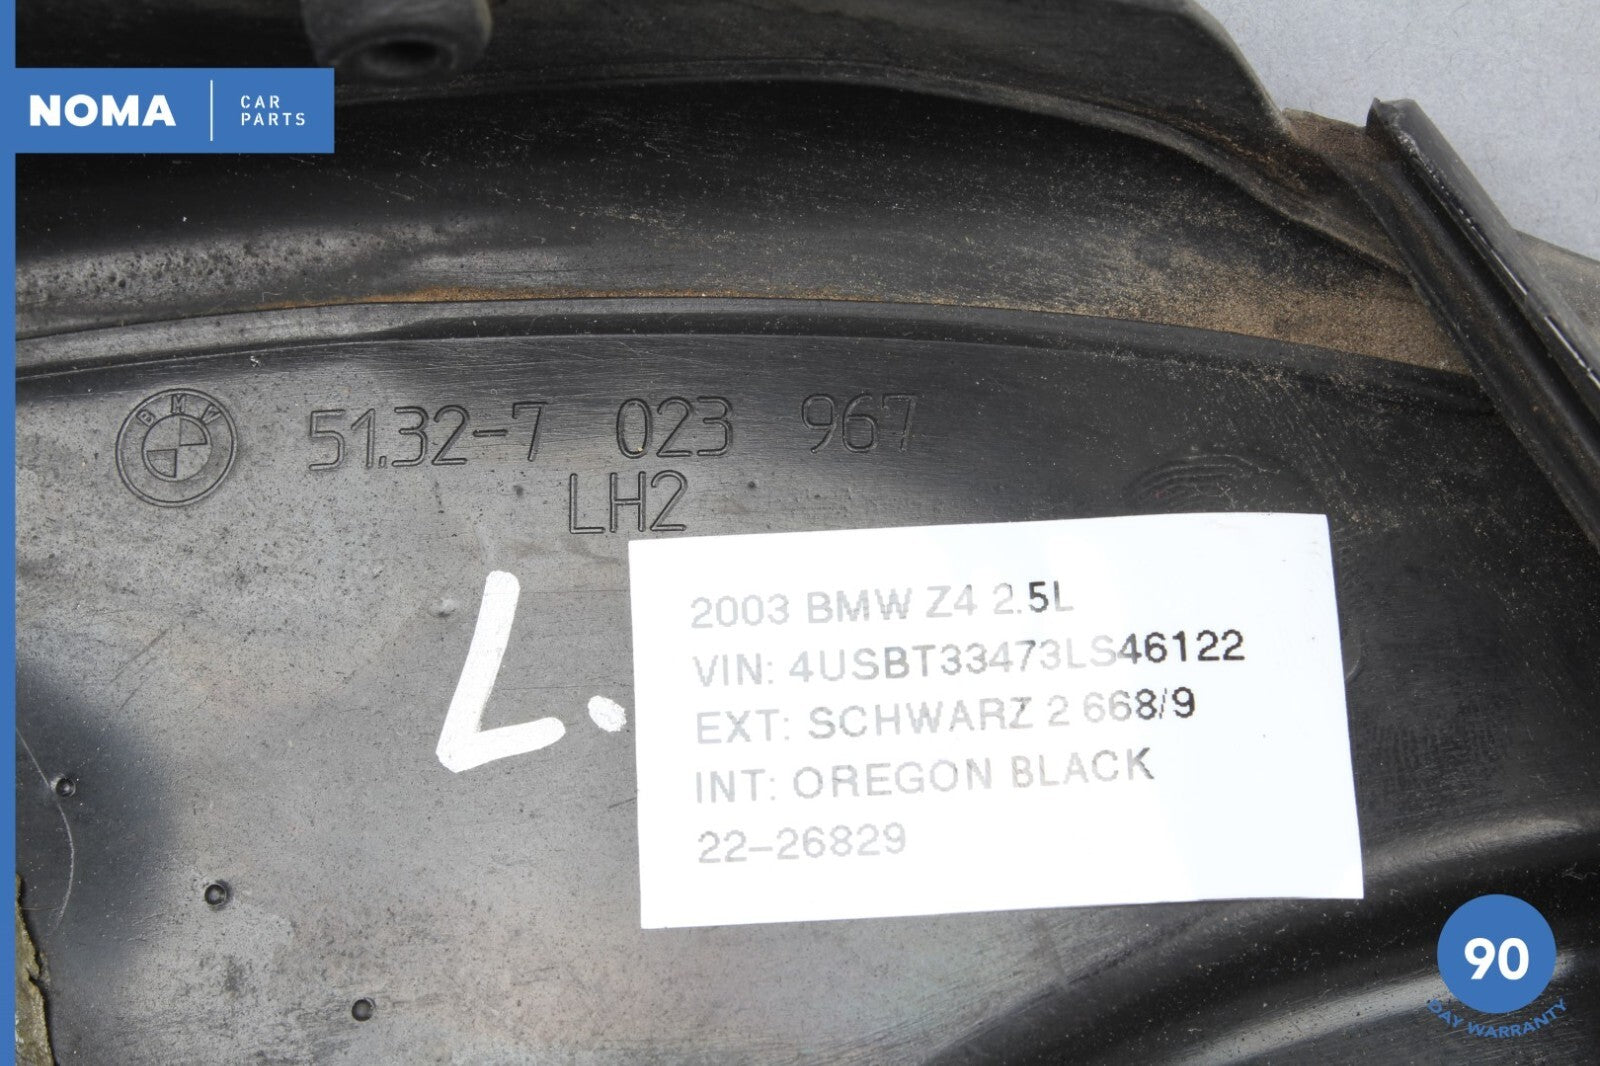 NOMA
CAR
PARTS
BMW
51.32-7 023 967
LH2
L.
2003 BMW Z4 2.5L
VIN: 4USBT33473LS46122
EXT: SCHWARZ 2 668/9
INT: OREGON BLACK
22-26829
90
DAY WARRANTY